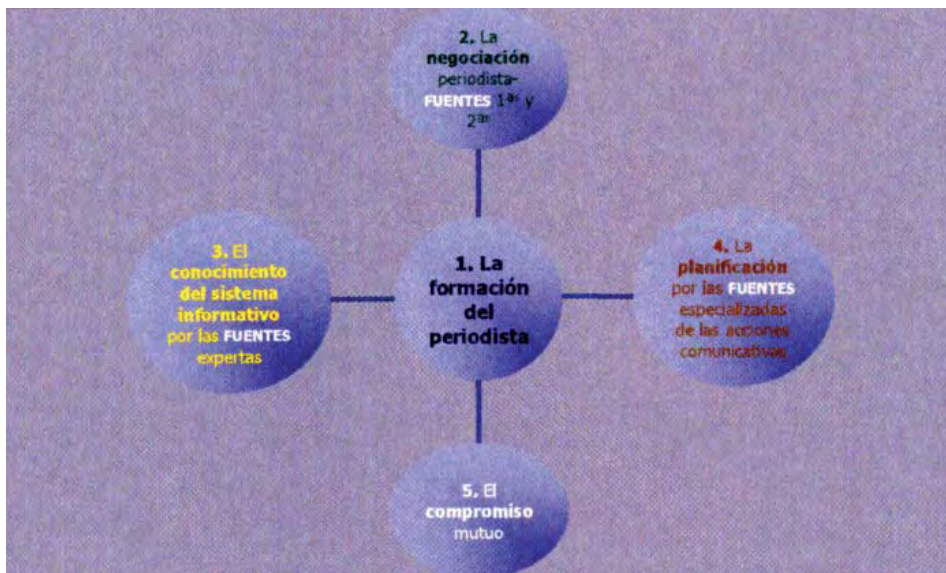 2. La
negociación
periodista-
FUENTES 1ªˢ y
2ªˢ
3. El
conocimiento
del sistema
informativo
por las FUENTES
expertas
1. La
formación
del
periodista
4. La
planificación
por las FUENTES
especializadas
de las acciones
comunicativas
5. El
compromiso
mutuo